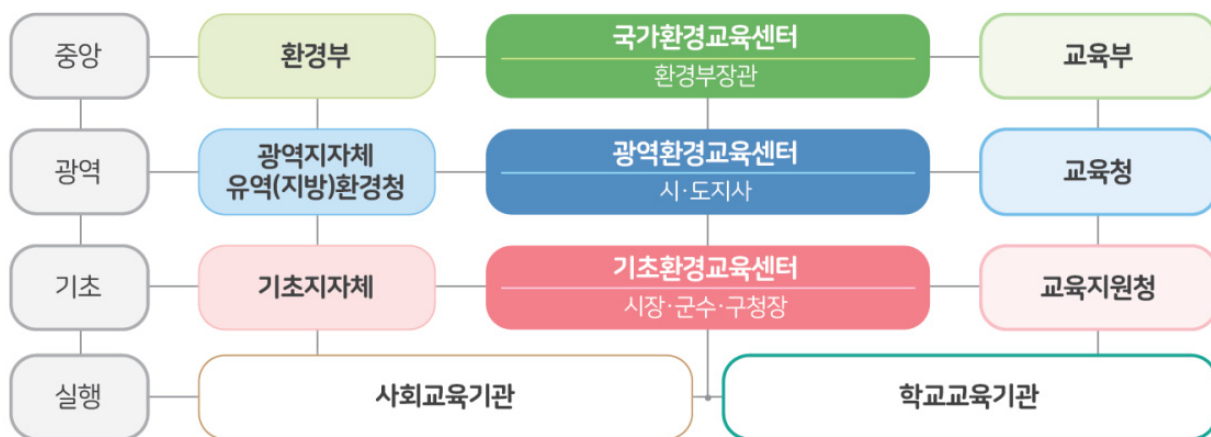 중앙
환경부
국가환경교육센터
환경부장관
교육부
광역
광역지자체
유역(지방)환경청
광역환경교육센터
시·도지사
교육청
기초
기초지자체
기초환경교육센터
시장·군수·구청장
교육지원청
실행
사회교육기관
학교교육기관